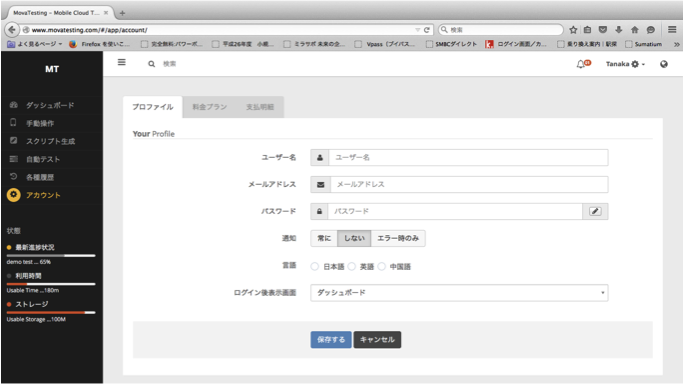 MovaTesting - Mobile Cloud T...
www.movatesting.com/#/app/account/
検索
よく見るページ
Firefox を使いこ...
完全無料パワーポ...
平成26年度 小規...
ミラサポ 未来の企...
Vpass（ブイパス...
SMBCダイレクト
ログイン画面／カ...
乗り換え案内｜駅探
Sumatium
MT
検索
Tanaka
ダッシュボード
手動操作
スクリプト生成
自動テスト
各種履歴
アカウント
状態
最新進捗状況
demo test ... 65%
利用時間
Usable Time ...180m
ストレージ
Usable Storage ...100M
プロファイル 料金プラン 支払明細
Your Profile
ユーザー名 ユーザー名
メールアドレス メールアドレス
パスワード パスワード
通知 常に しない エラー時のみ
言語 日本語 英語 中国語
ログイン後表示画面 ダッシュボード
保存する キャンセル